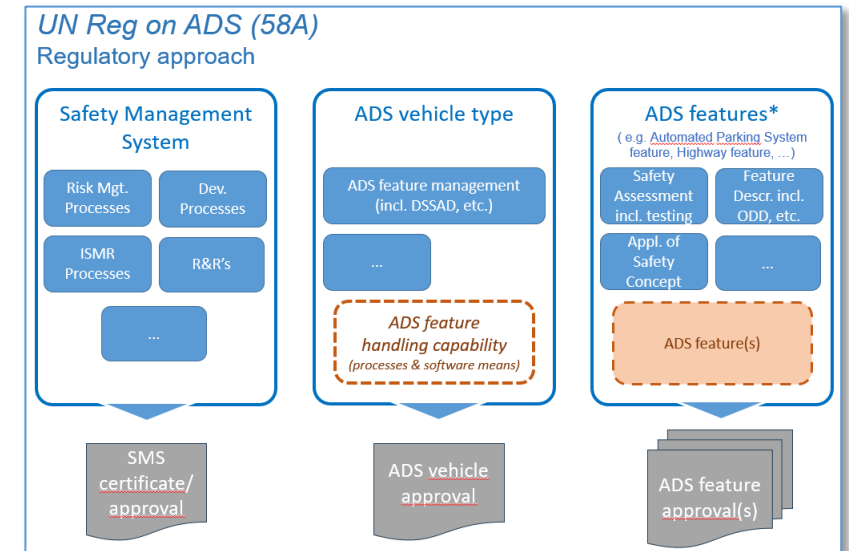 UN Reg on ADS (58A)
Regulatory approach
Safety Management
System
Risk Mgt.
Processes
Dev.
Processes
ISMR
Processes
R&R's
...
SMS
certificate/
approval
ADS vehicle type
ADS feature management
(incl. DSSAD, etc.)
...
ADS feature
handling capability
(processes & software means)
ADS vehicle
approval
ADS features*
( e.g. Automated Parking System
feature, Highway feature, ...)
Safety
Assessment
incl. testing
Feature
Descr. incl.
ODD, etc.
Appl. of
Safety
Concept
...
ADS feature(s)
ADS feature
approval(s)